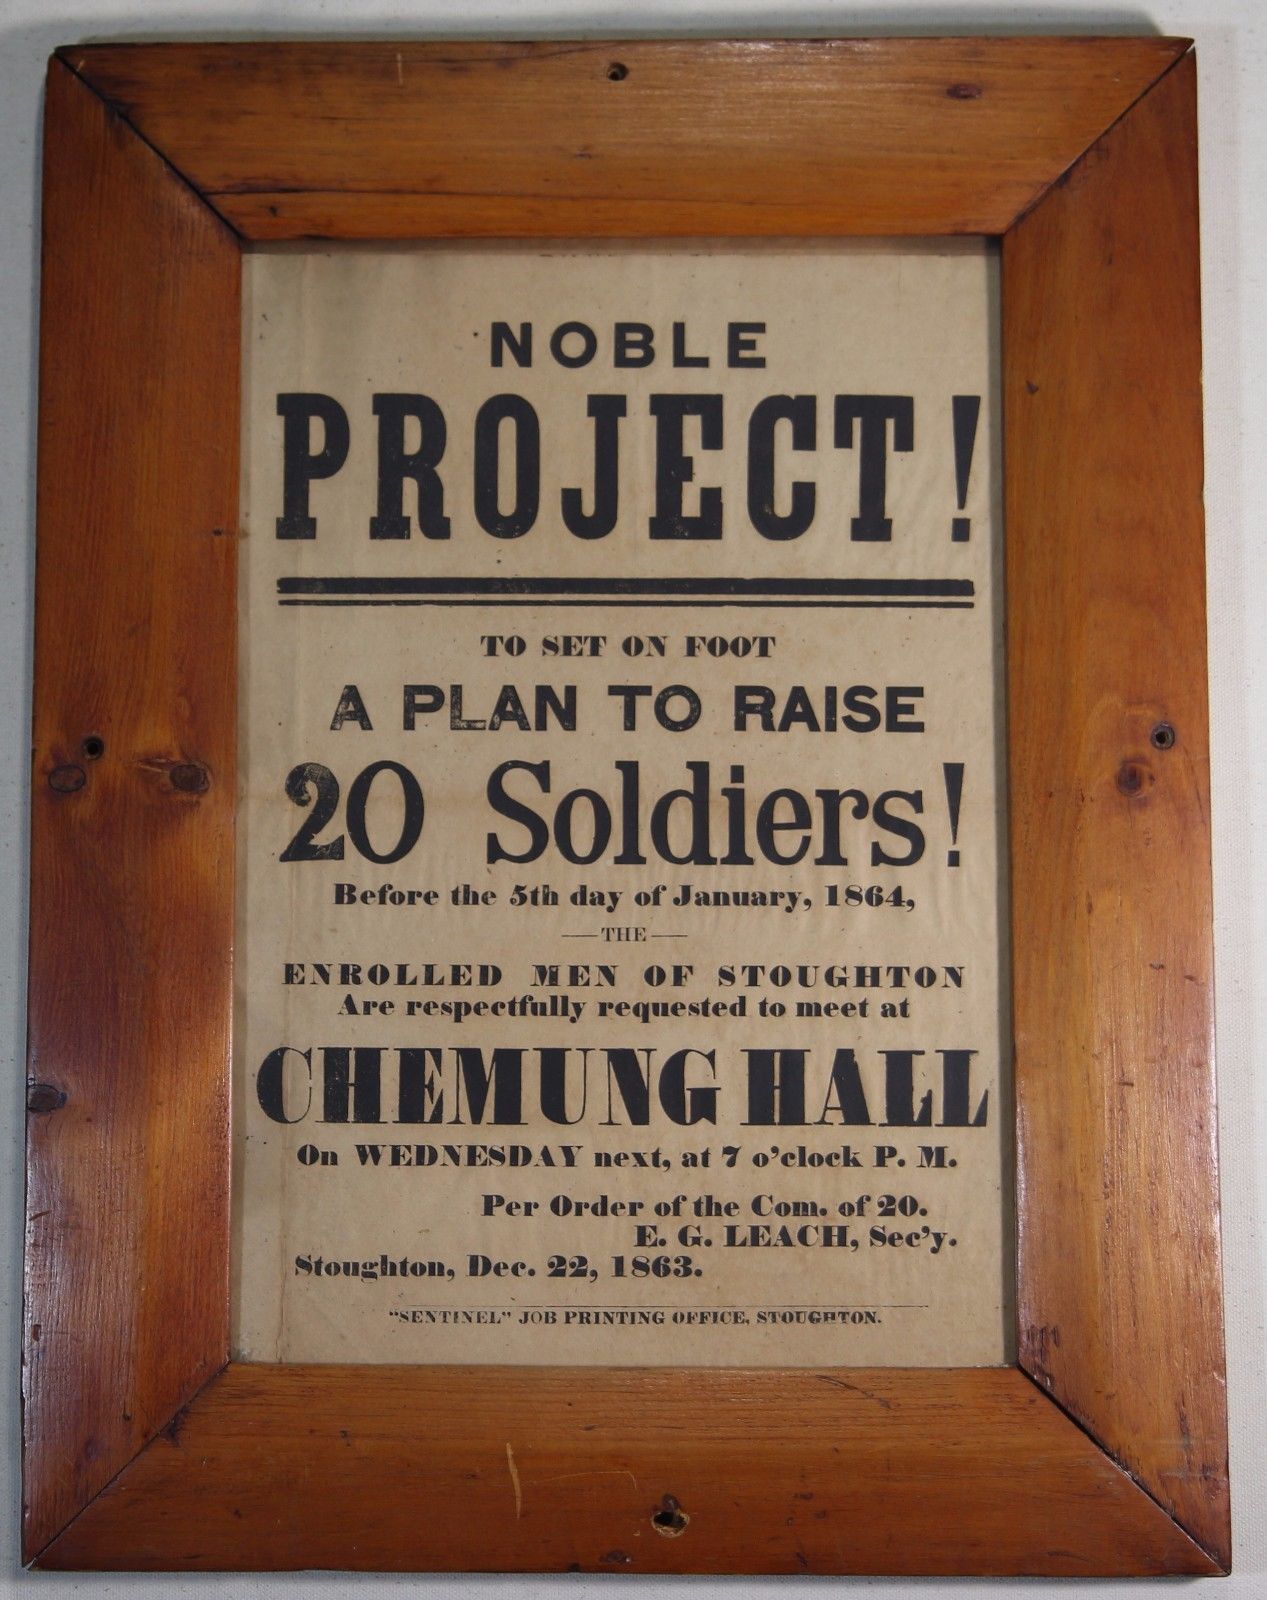 NOBLE
PROJECT!
TO SET ON FOOT
A PLAN TO RAISE
20 Soldiers!
Before the 5th day of January, 1864,
— THE —
ENROLLED MEN OF STOUGHTON
Are respectfully requested to meet at
CHEMUNG HALL
On WEDNESDAY next, at 7 o'clock P. M.
Per Order of the Com. of 20.
E. G. LEACH, Sec'y.
Stoughton, Dec. 22, 1863.
"SENTINEL" JOB PRINTING OFFICE, STOUGHTON.